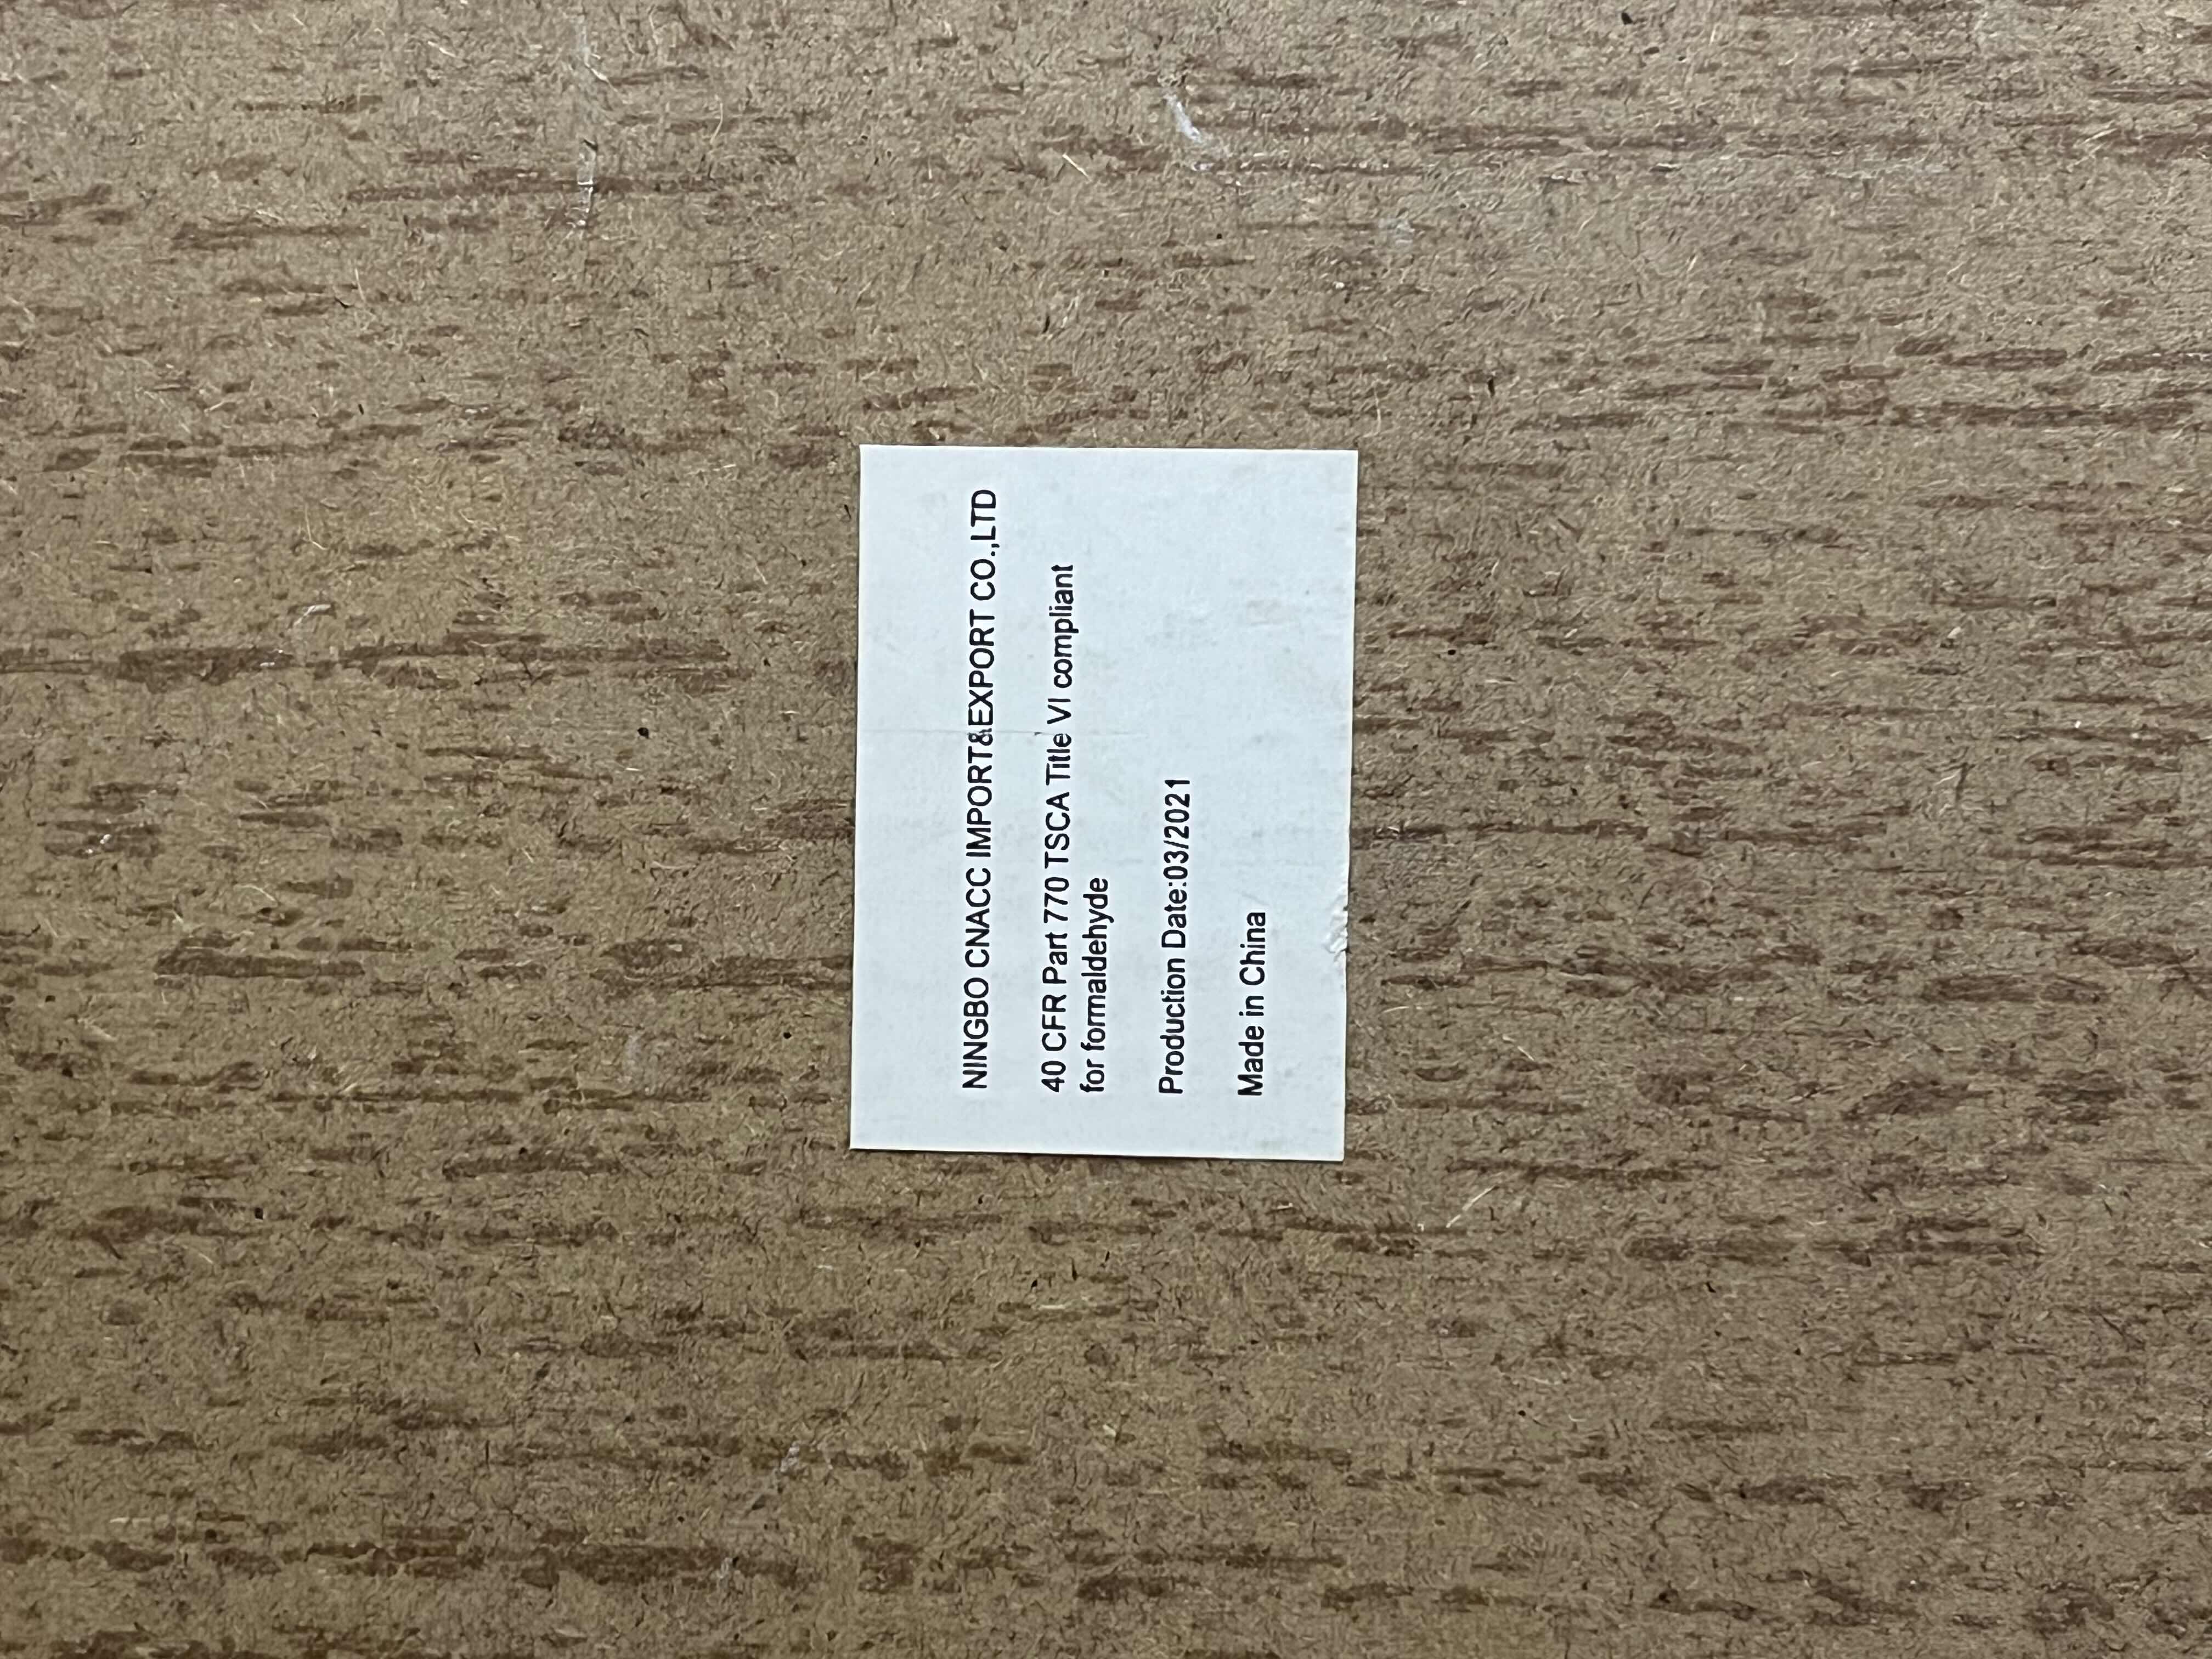 NINGBO CNACC IMPORT&EXPORT CO.,LTD
40 CFR Part 770 TSCA Title VI compliant
for formaldehyde
Production Date:03/2021
Made in China